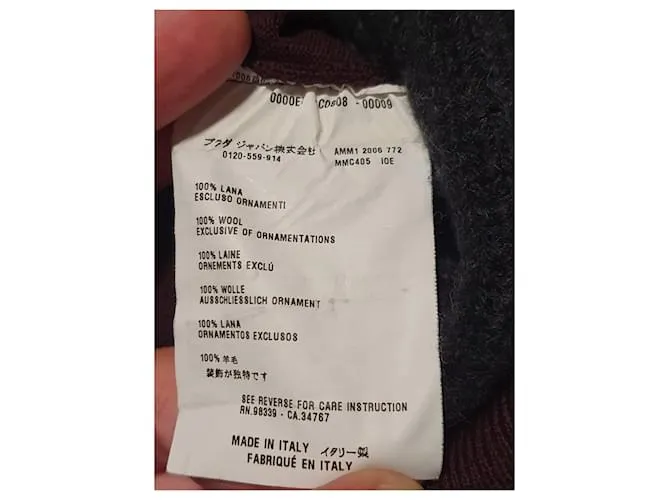 0000E C0808 -00009
プラダ ジャパン株式会社
0120-559-914
AMM1 2006 772
MMC405 IOE
100% LANA
ESCLUSO ORNAMENTI
100% WOOL
EXCLUSIVE OF ORNAMENTATIONS
100% LAINE
ORNEMENTS EXCLÚ
100% WOLLE
AUSSCHLIESSLICH ORNAMENT
100% LANA
ORNAMENTOS EXCLUSOS
100% 羊毛
装飾が独特です
SEE REVERSE FOR CARE INSTRUCTION
RN.98339 - CA.34767
MADE IN ITALY イタリー製
FABRIQUÉ EN ITALY